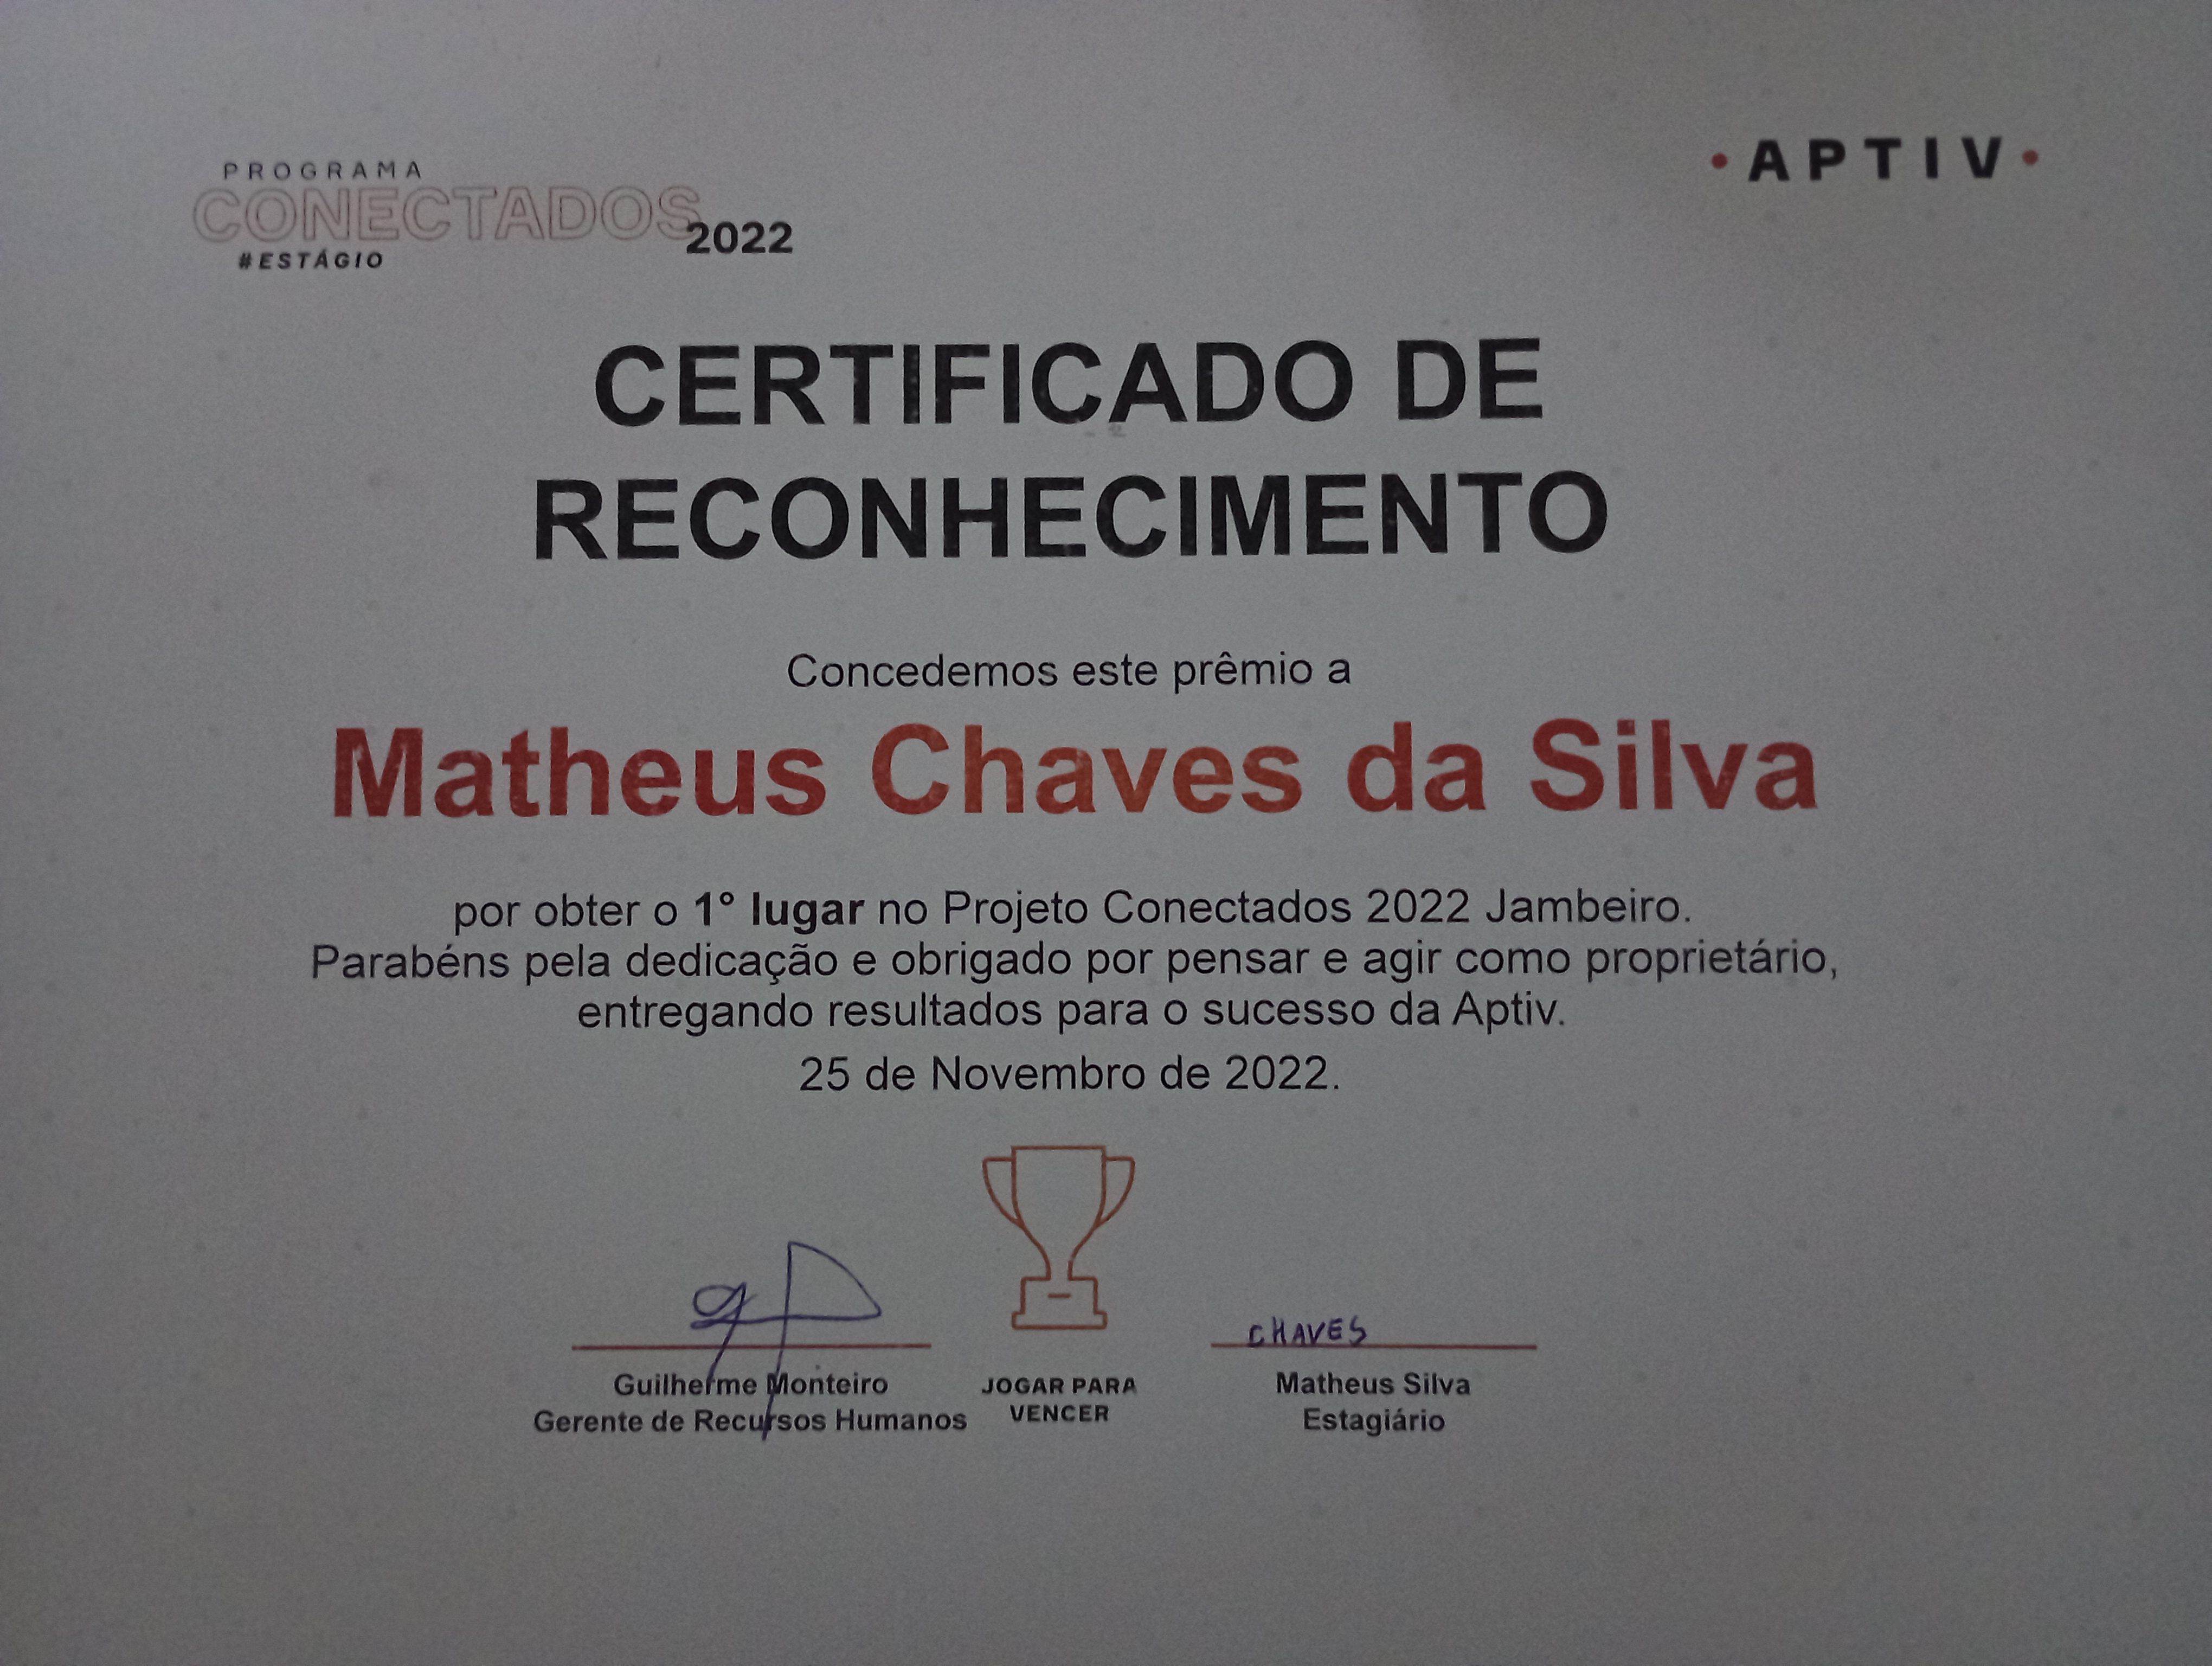 PROGRAMA
CONECTADOS 2022
#ESTÁGIO
• APTIV •
CERTIFICADO DE
RECONHECIMENTO
Concedemos este prêmio a
Matheus Chaves da Silva
por obter o 1° lugar no Projeto Conectados 2022 Jambeiro.
Parabéns pela dedicação e obrigado por pensar e agir como proprietário,
entregando resultados para o sucesso da Aptiv.
25 de Novembro de 2022.
Guilherme Monteiro
Gerente de Recursos Humanos
JOGAR PARA
VENCER
CHAVES
Matheus Silva
Estagiário